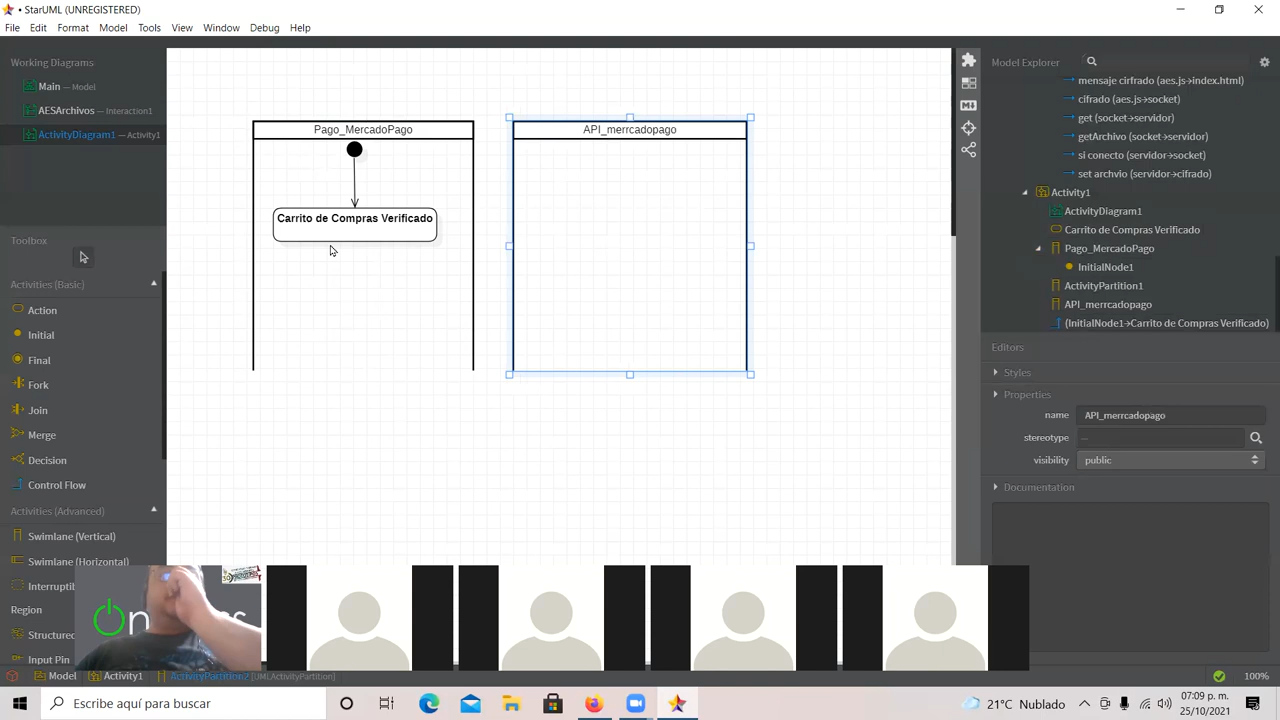 • StarUML (UNREGISTERED)
File Edit Format Model Tools View Window Debug Help
Working Diagrams
Main — Model
AESArchivos — Interaction1
ActivityDiagram1 — Activity1
Toolbox
Activities (Basic)
Action
Initial
Final
Fork
Join
Merge
Decision
Control Flow
Activities (Advanced)
Swimlane (Vertical)
Swimlane (Horizontal)
Interruptib
Region
Structured
Input Pin
Pago_MercadoPago
Carrito de Compras Verificado
API_merrcadopago
Model Explorer
mensaje cirfrado (aes.js→index.html)
cifrado (aes.js→socket)
get (socket→servidor)
getArchivo (socket→servidor)
si conecto (servidor→socket)
set archvio (servidor→cifrado)
Activity1
ActivityDiagram1
Carrito de Compras Verificado
Pago_MercadoPago
InitialNode1
ActivityPartition1
API_merrcadopago
(InitialNode1→Carrito de Compras Verificado)
Editors
Styles
Properties
name API_merrcadopago
stereotype —
visibility public
Documentation
Model Activity1 ActivityPartition2 [UMLActivityPartition]
100%
Escribe aquí para buscar
21°C Nublado
07:09 p. m.
25/10/2021